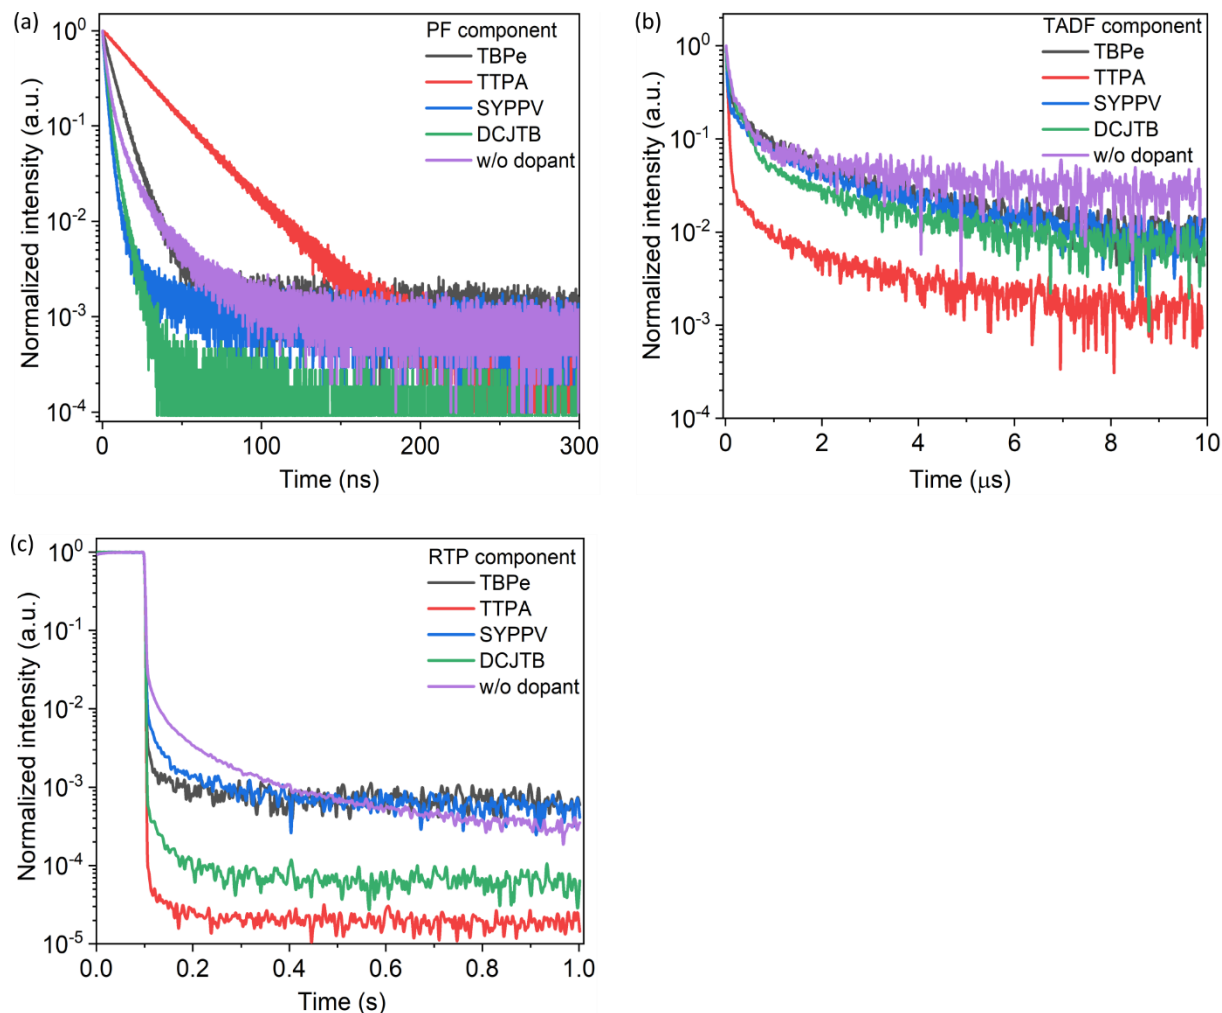 (a)
PF component
TBPe
TTPA
SYPPV
DCJTB
w/o dopant
Normalized intensity (a.u.)
10^0
10^-1
10^-2
10^-3
10^-4
0 100 200 300
Time (ns)
(b)
TADF component
TBPe
TTPA
SYPPV
DCJTB
w/o dopant
Normalized intensity (a.u.)
10^0
10^-1
10^-2
10^-3
10^-4
0 2 4 6 8 10
Time (μs)
(c)
RTP component
TBPe
TTPA
SYPPV
DCJTB
w/o dopant
Normalized intensity (a.u.)
10^0
10^-1
10^-2
10^-3
10^-4
10^-5
0.0 0.2 0.4 0.6 0.8 1.0
Time (s)